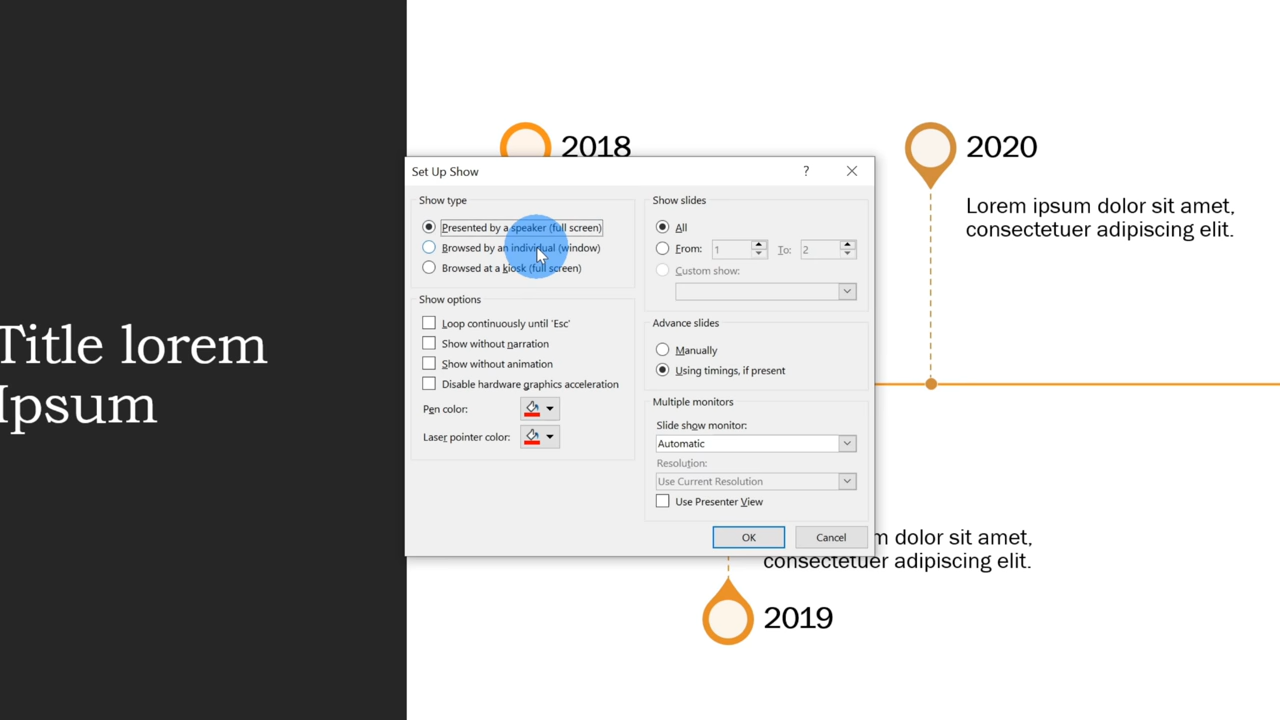 Title lorem
Ipsum
2018
2020
Lorem ipsum dolor sit amet,
consectetuer adipiscing elit.
Set Up Show
?
Show type
Presented by a speaker (full screen)
Browsed by an individual (window)
Browsed at a kiosk (full screen)
Show options
Loop continuously until 'Esc'
Show without narration
Show without animation
Disable hardware graphics acceleration
Pen color:
Laser pointer color:
Show slides
All
From: 1 To: 2
Custom show:
Advance slides
Manually
Using timings, if present
Multiple monitors
Slide show monitor:
Automatic
Resolution:
Use Current Resolution
Use Presenter View
OK Cancel
m dolor sit amet,
consectetuer adipiscing elit.
2019